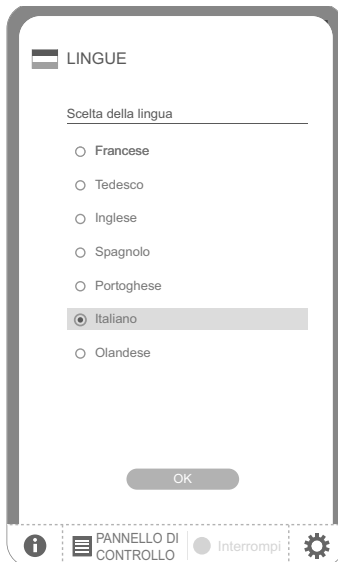 LINGUE
Scelta della lingua
Francese
Tedesco
Inglese
Spagnolo
Portoghese
Italiano
Olandese
OK
PANNELLO DI
CONTROLLO
Interrompi